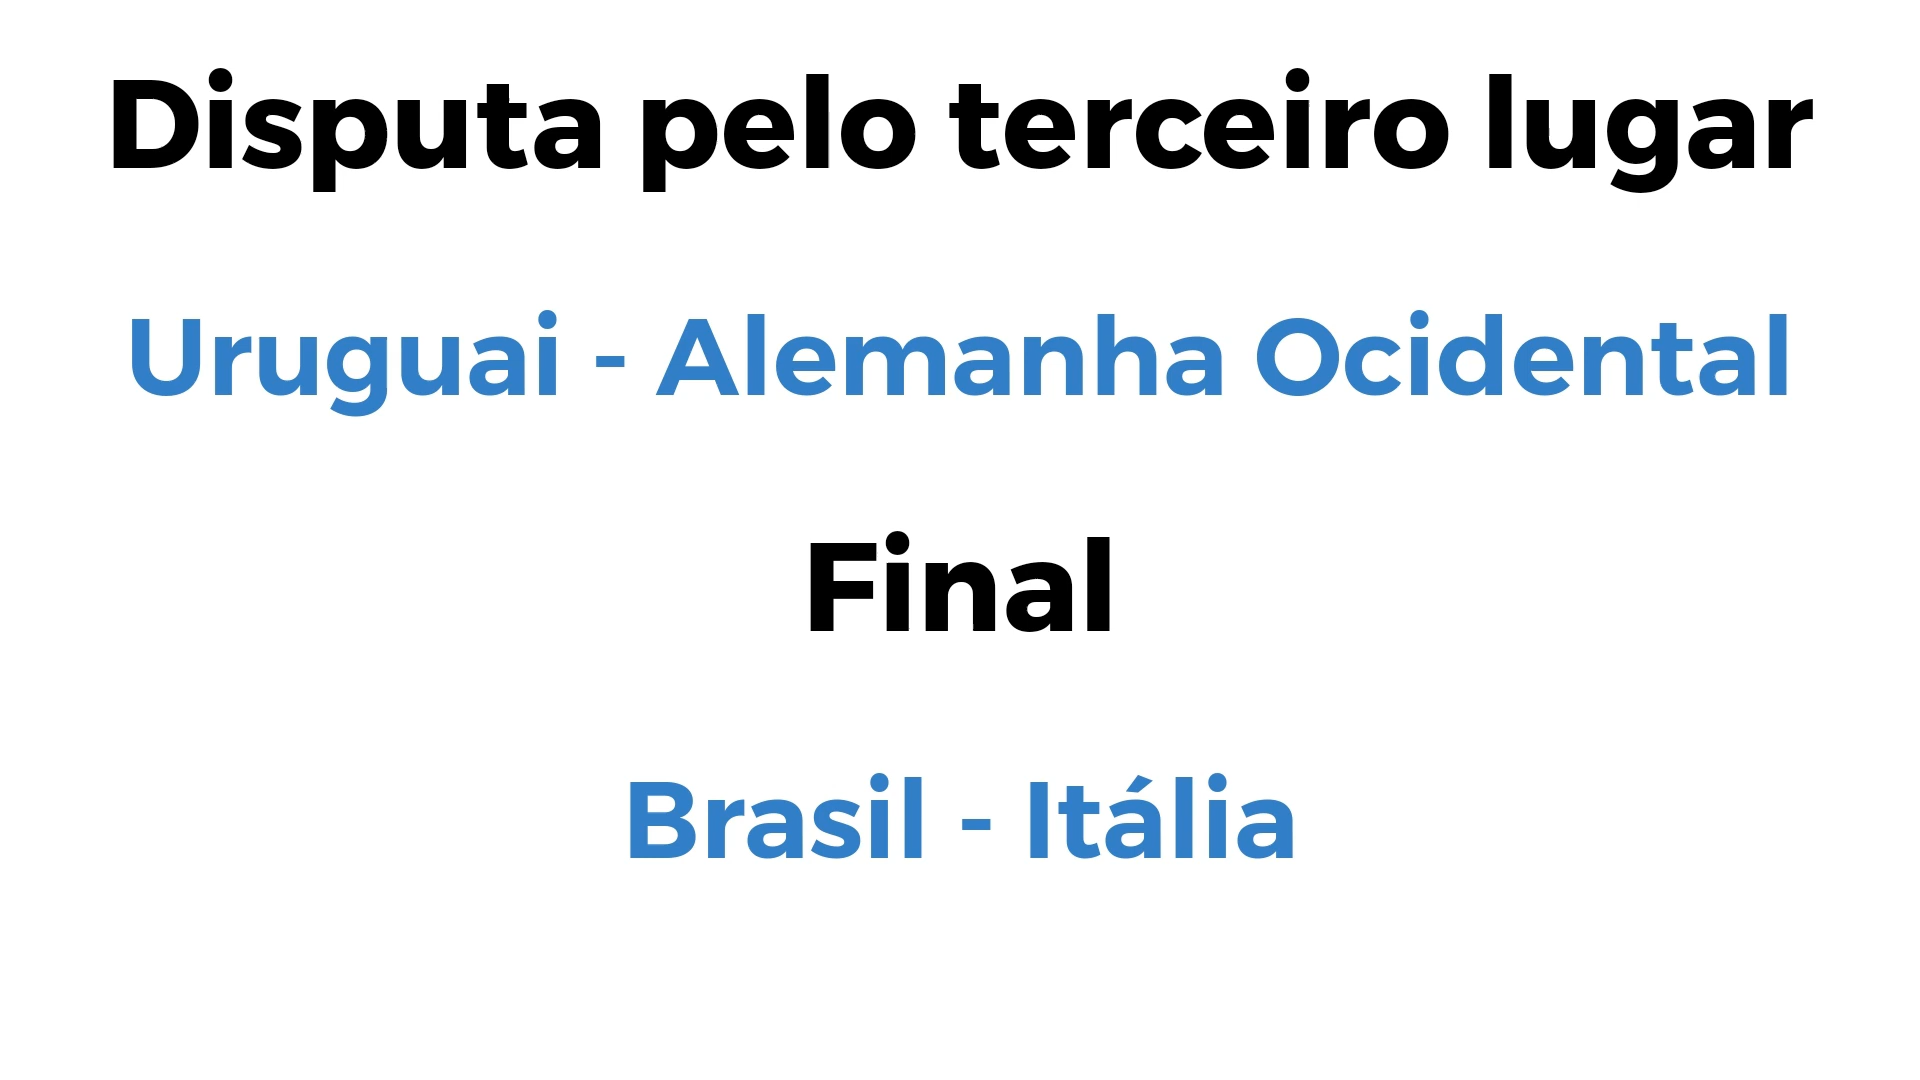 Disputa pelo terceiro lugar
Uruguai - Alemanha Ocidental
Final
Brasil - Itália